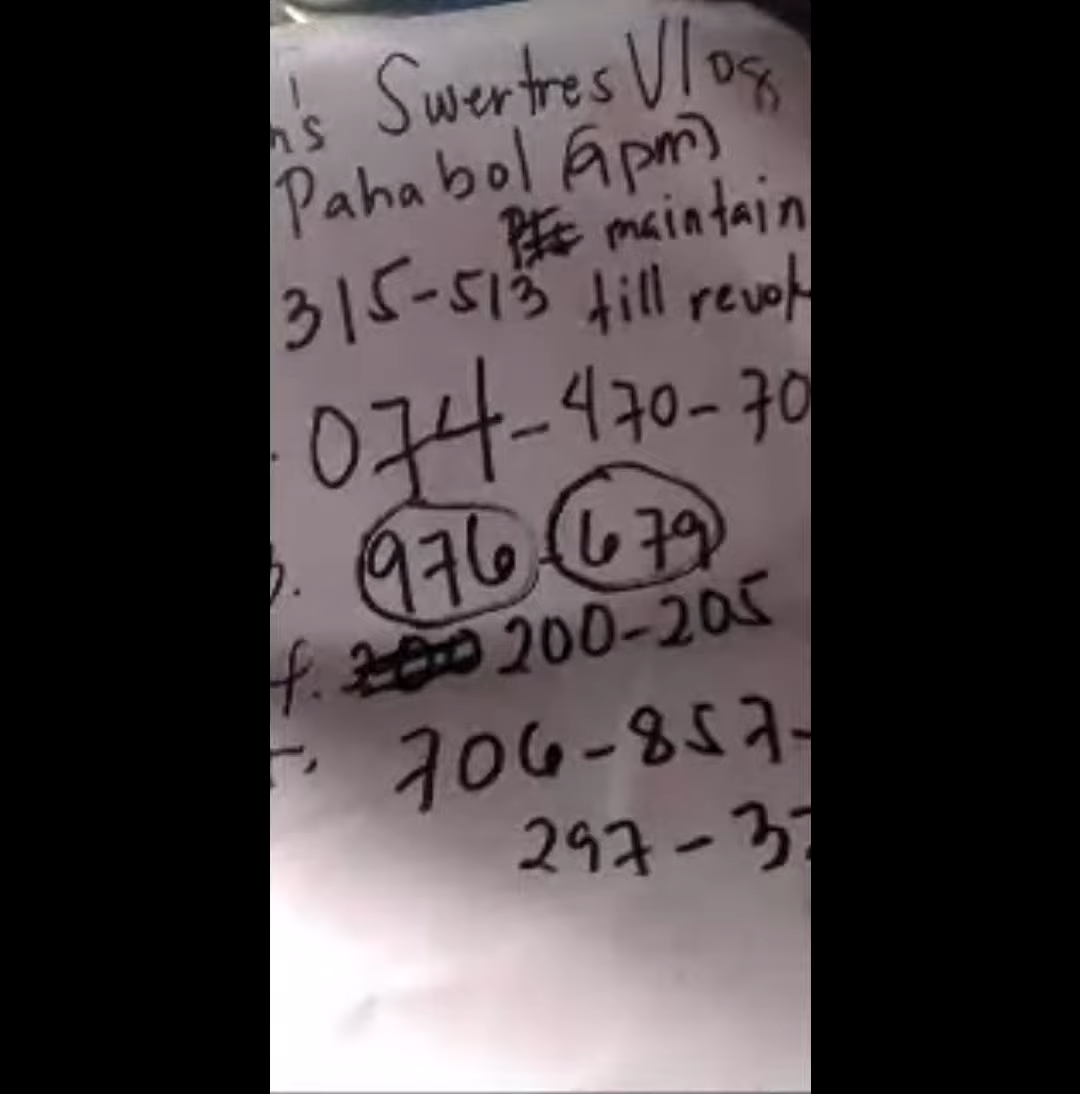 n's Swertres Vlog
Pahabol (9pm)
maintain
315-513 till revok
074-470-70
976-679
f. 200-205
706-857-
297-3